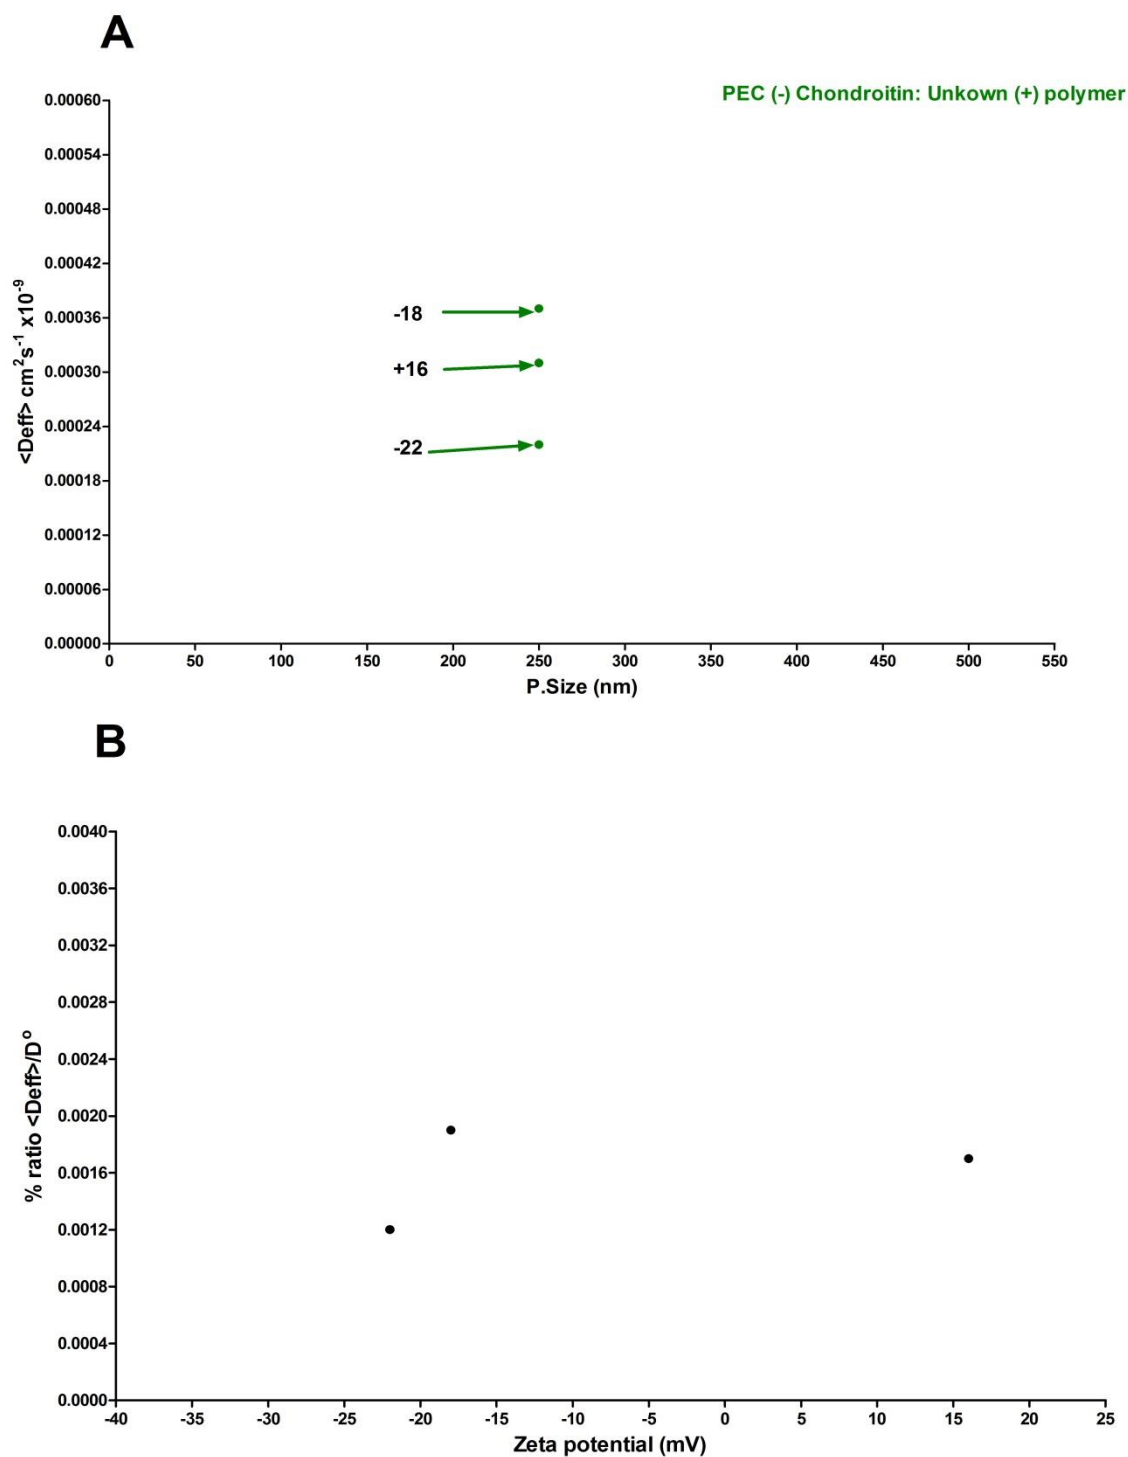 A
PEC (-) Chondroitin: Unkown (+) polymer
0.00060
0.00054
0.00048
0.00042
0.00036
0.00030
0.00024
0.00018
0.00012
0.00006
0.00000
<Deff> cm²s⁻¹ x10⁻⁹
-18
+16
-22
0 50 100 150 200 250 300 350 400 450 500 550
P.Size (nm)
B
0.0040
0.0036
0.0032
0.0028
0.0024
0.0020
0.0016
0.0012
0.0008
0.0004
0.0000
% ratio <Deff>/D°
-40 -35 -30 -25 -20 -15 -10 -5 0 5 10 15 20 25
Zeta potential (mV)